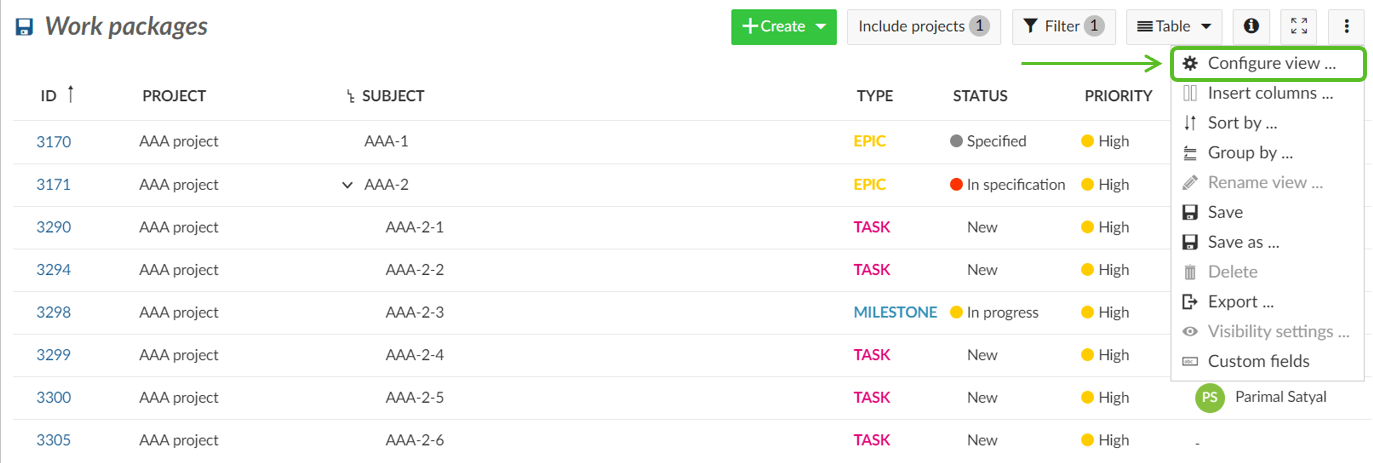 Work packages
Create
Include projects 1
Filter 1
Table
Configure view ...
Insert columns ...
Sort by ...
Group by ...
Rename view ...
Save
Save as ...
Delete
Export ...
Visibility settings ...
Custom fields
ID PROJECT SUBJECT TYPE STATUS PRIORITY
3170 AAA project AAA-1 EPIC Specified High
3171 AAA project AAA-2 EPIC In specification High
3290 AAA project AAA-2-1 TASK New High
3294 AAA project AAA-2-2 TASK New High
3298 AAA project AAA-2-3 MILESTONE In progress High
3299 AAA project AAA-2-4 TASK New High
3300 AAA project AAA-2-5 TASK New High PS Parimal Satyal
3305 AAA project AAA-2-6 TASK New High -